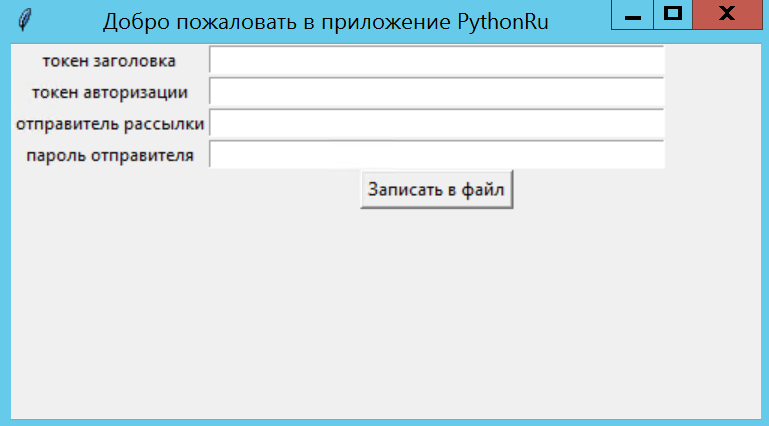 Добро пожаловать в приложение PythonRu
токен заголовка
токен авторизации
отправитель рассылки
пароль отправителя
Записать в файл